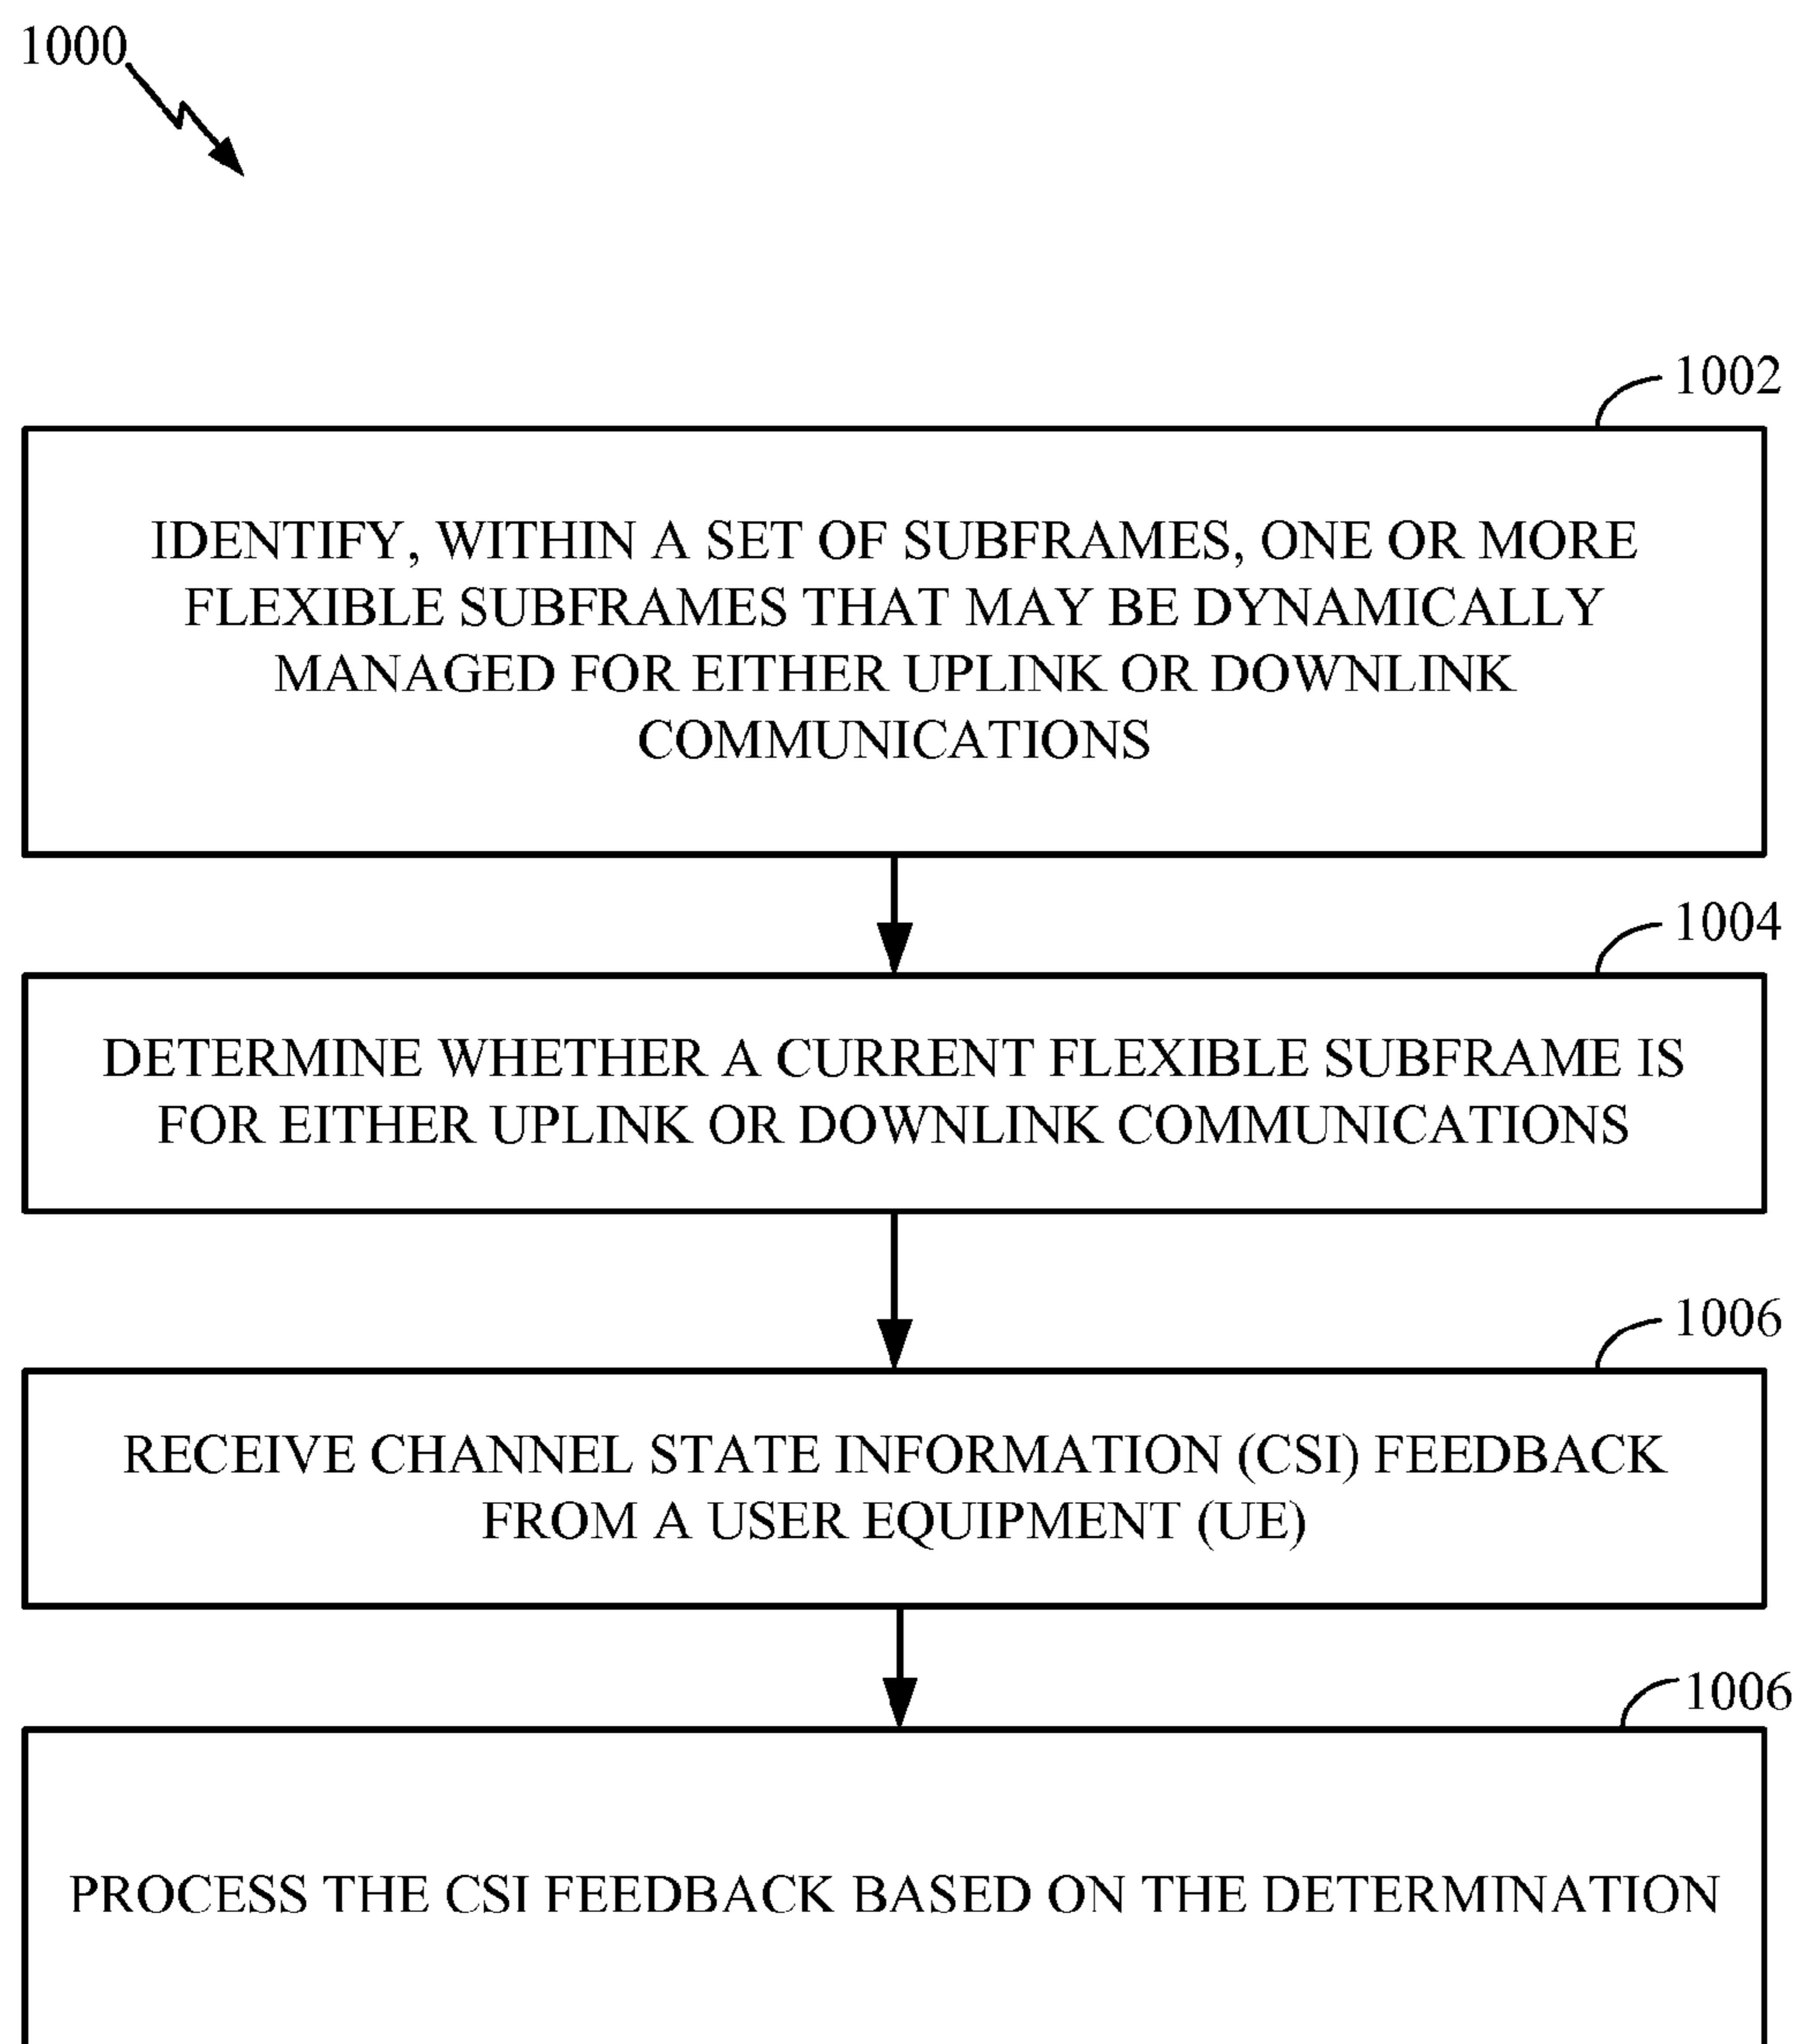 1000
1002
IDENTIFY, WITHIN A SET OF SUBFRAMES, ONE OR MORE
FLEXIBLE SUBFRAMES THAT MAY BE DYNAMICALLY
MANAGED FOR EITHER UPLINK OR DOWNLINK
COMMUNICATIONS
1004
DETERMINE WHETHER A CURRENT FLEXIBLE SUBFRAME IS
FOR EITHER UPLINK OR DOWNLINK COMMUNICATIONS
1006
RECEIVE CHANNEL STATE INFORMATION (CSI) FEEDBACK
FROM A USER EQUIPMENT (UE)
1006
PROCESS THE CSI FEEDBACK BASED ON THE DETERMINATION